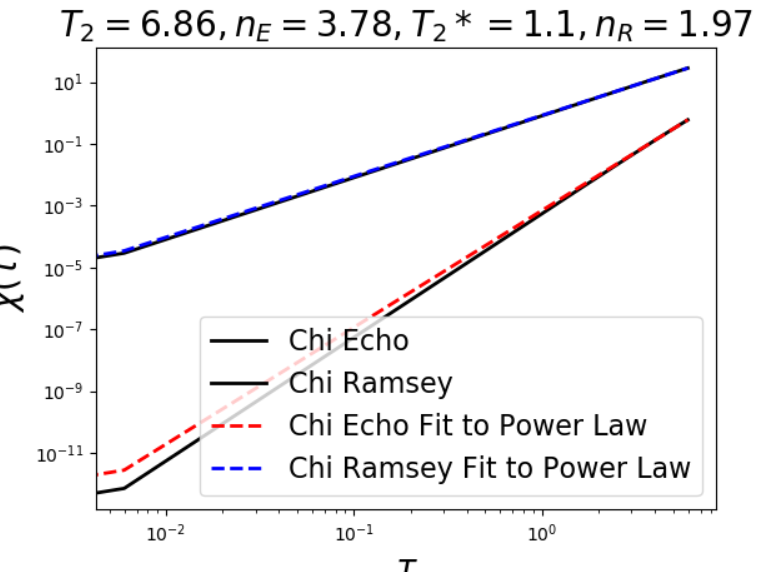 $T_2 = 6.86, n_E = 3.78, T_2* = 1.1, n_R = 1.97$
10¹
10⁻¹
10⁻³
10⁻⁵
10⁻⁷
10⁻⁹
10⁻¹¹
Chi Echo
Chi Ramsey
Chi Echo Fit to Power Law
Chi Ramsey Fit to Power Law
10⁻²
10⁻¹
10⁰